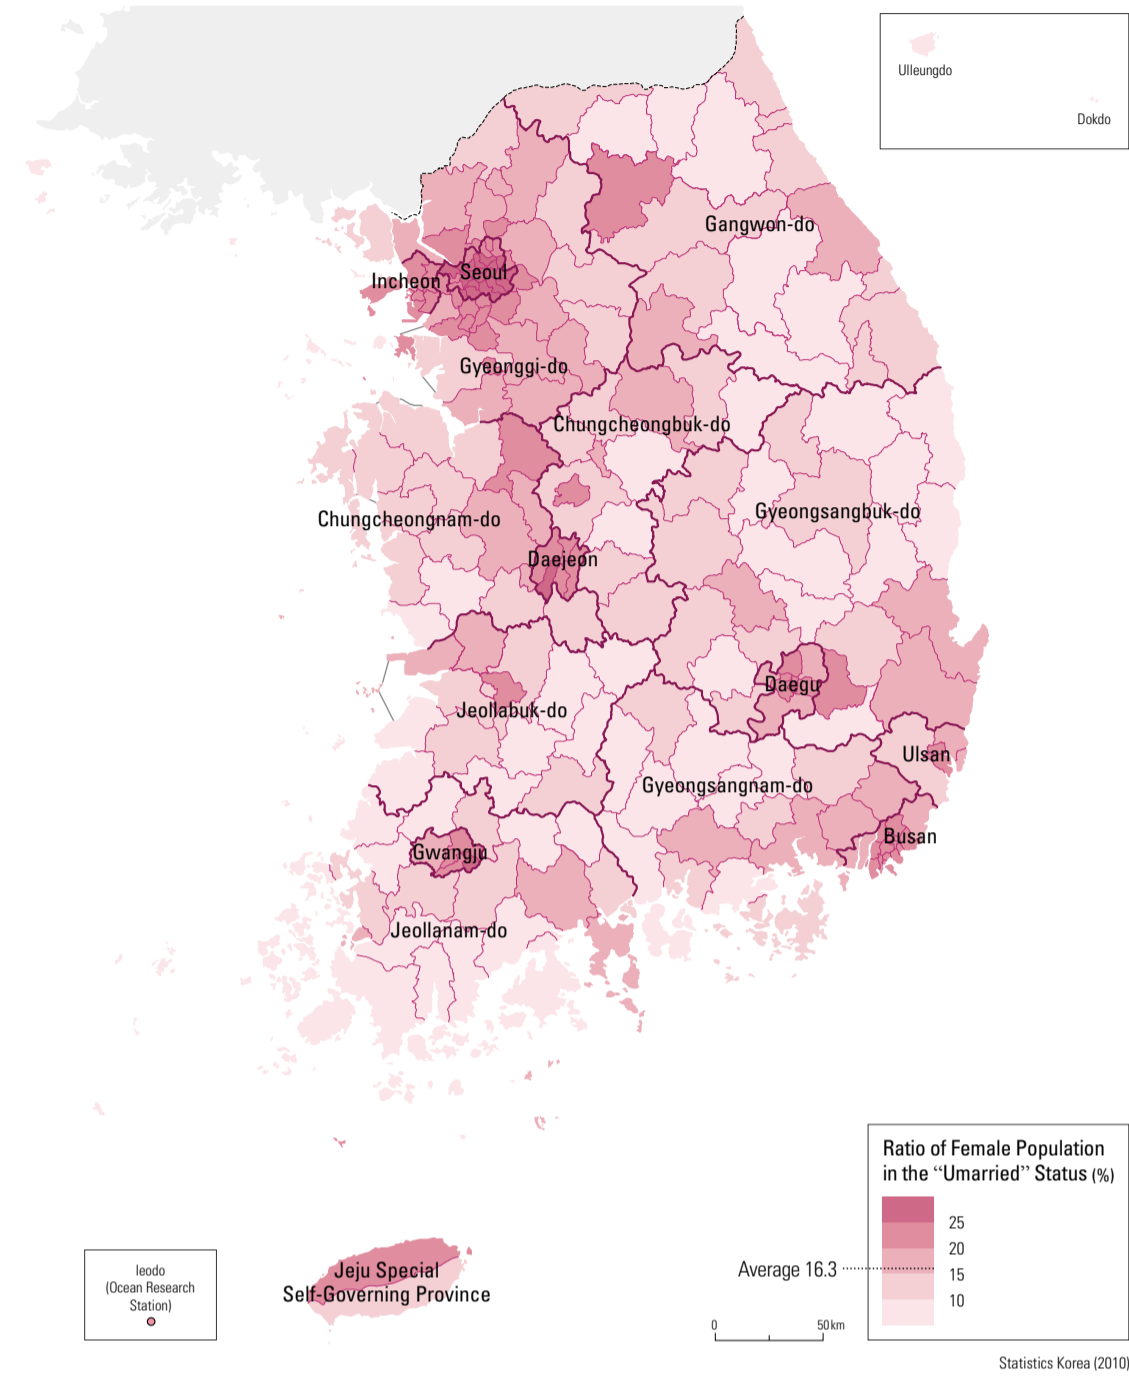 Ulleungdo
Dokdo
Gangwon-do
Incheon
Seoul
Gyeonggi-do
Chungcheongbuk-do
Chungcheongnam-do
Gyeongsangbuk-do
Daejeon
Daegu
Jeollabuk-do
Ulsan
Gyeongsangnam-do
Busan
Gwangju
Jeollanam-do
Ratio of Female Population
in the “Umarried” Status (%)
25
20
Average 16.3
15
10
Ieodo
(Ocean Research
Station)
Jeju Special
Self-Governing Province
0 50km
Statistics Korea (2010)